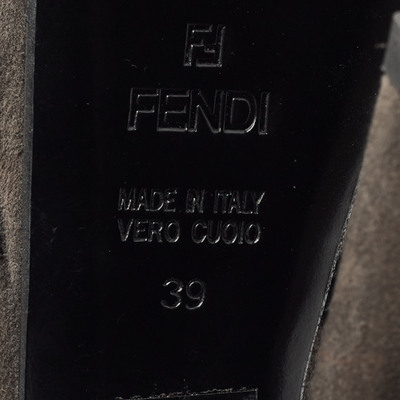 FF
FENDI
MADE IN ITALY
VERO CUOIO
39